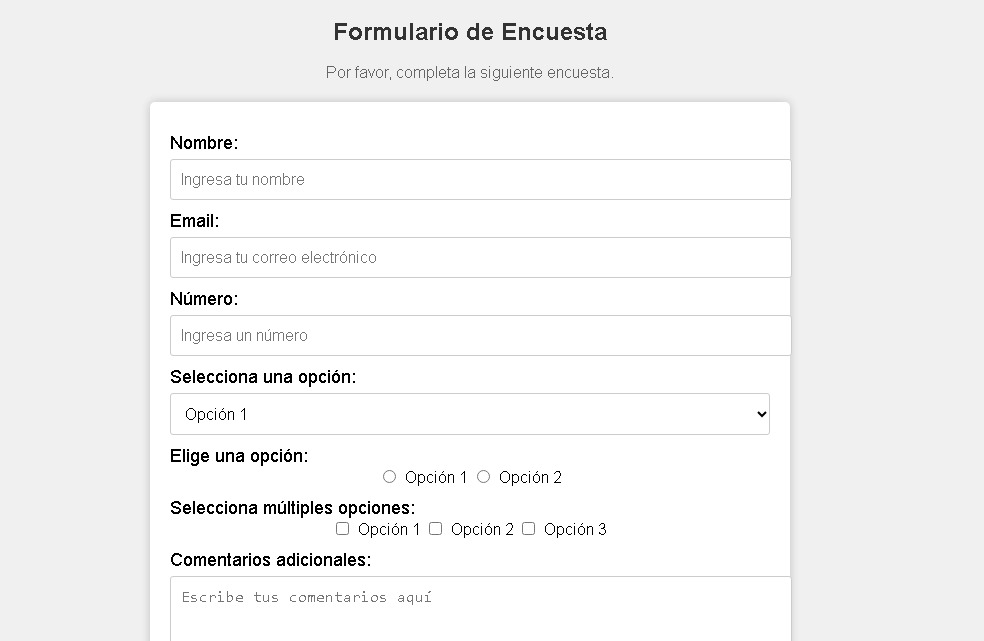 Formulario de Encuesta
Por favor, completa la siguiente encuesta.
Nombre:
Ingresa tu nombre
Email:
Ingresa tu correo electrónico
Número:
Ingresa un número
Selecciona una opción:
Opción 1
Elige una opción:
Opción 1 Opción 2
Selecciona múltiples opciones:
Opción 1 Opción 2 Opción 3
Comentarios adicionales:
Escribe tus comentarios aquí